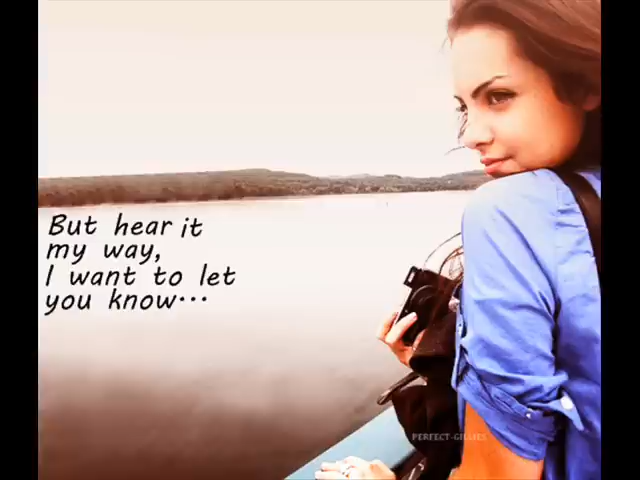 But hear it
my way,
I want to let
you know...
PERFECT-GILLIES